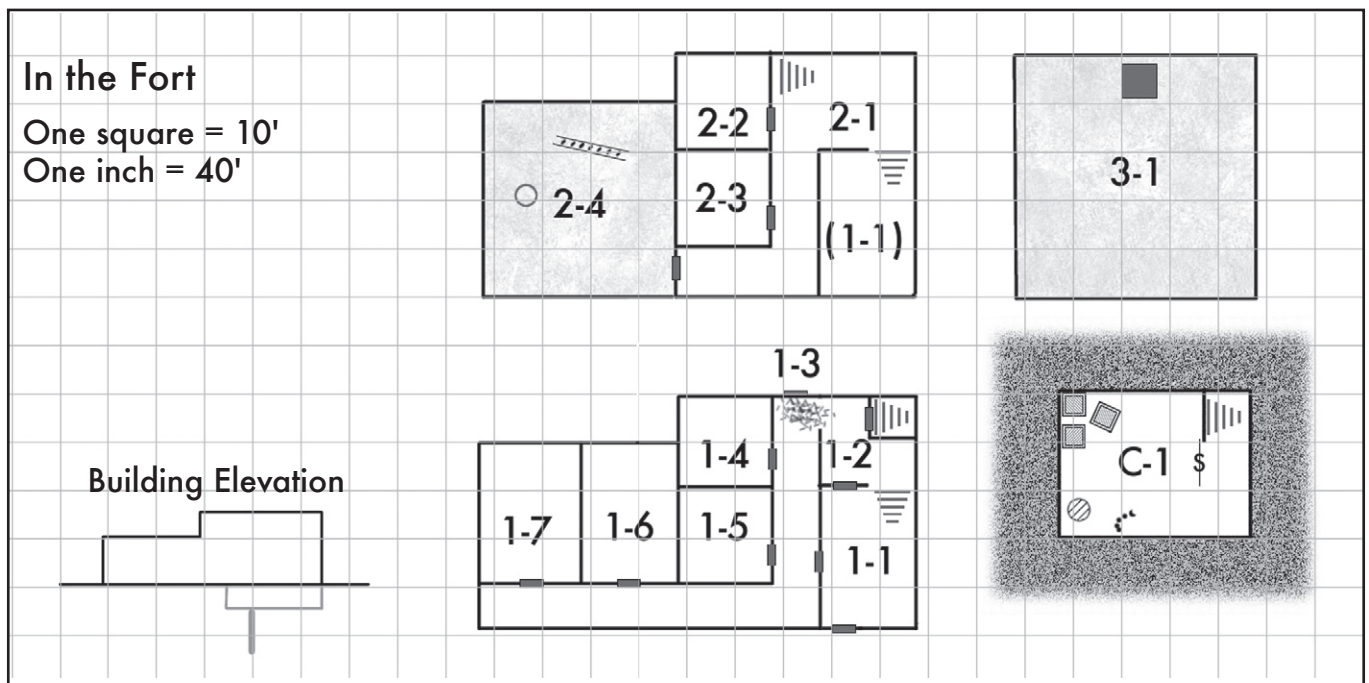 In the Fort
One square = 10'
One inch = 40'
2-2
2-1
2-3
2-4
(1-1)
3-1
1-3
1-4
1-2
1-5
1-6
1-7
1-1
C-1
$
Building Elevation